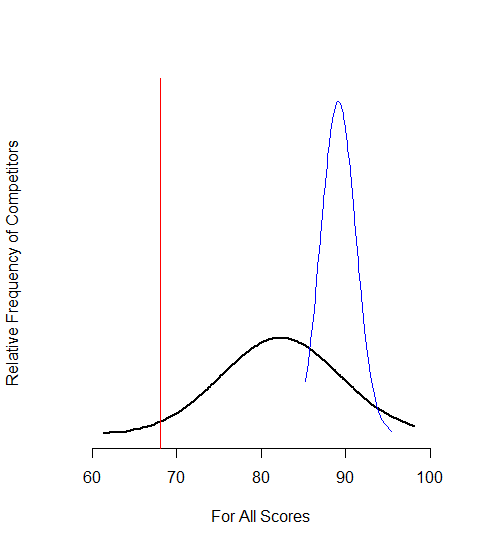 Relative Frequency of Competitors
60 70 80 90 100
For All Scores